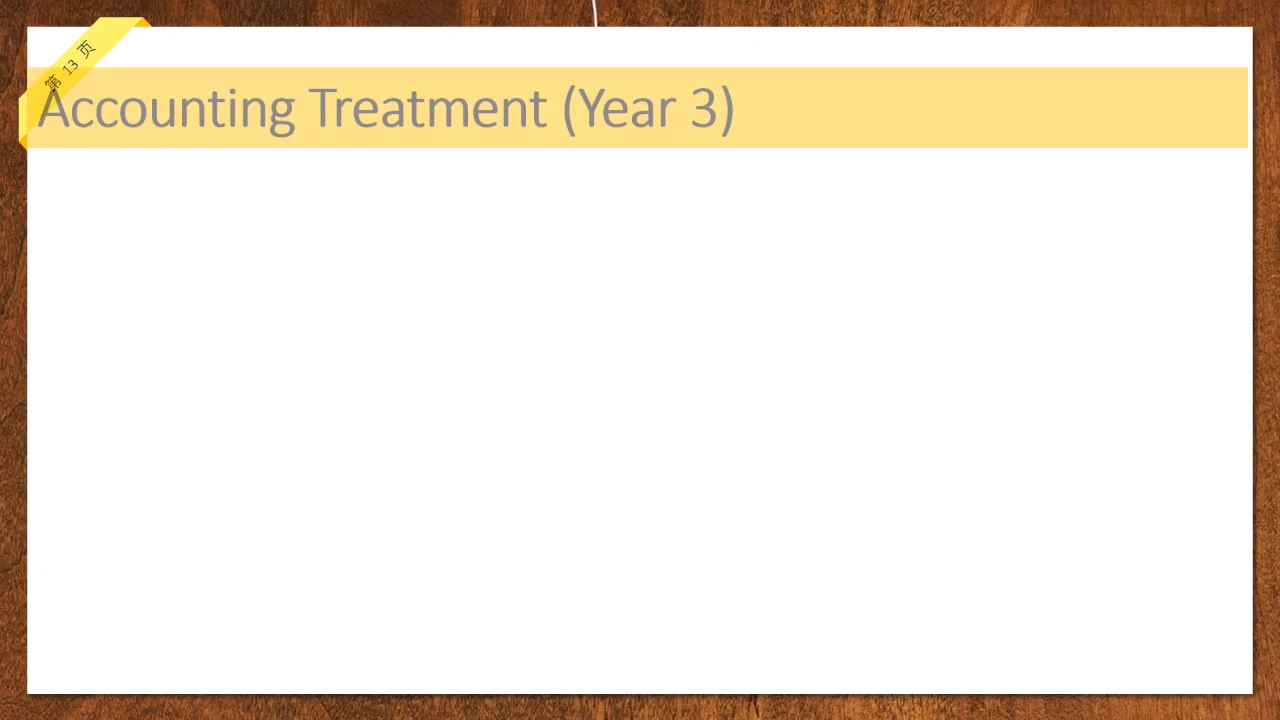 第 13 页
Accounting Treatment (Year 3)